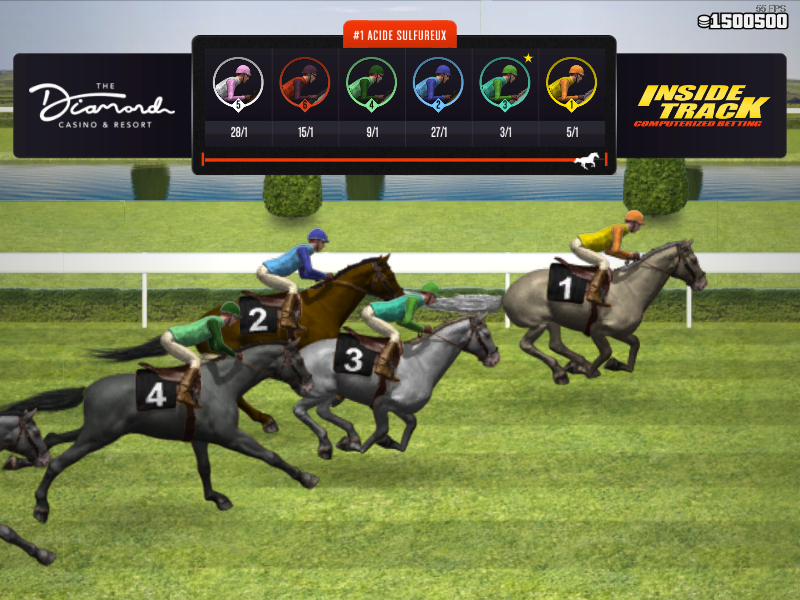 55 FPS
1500500
#1 ACIDE SULFUREUX
THE
Diamond
CASINO & RESORT
5 6 4 2 3 1
28/1 15/1 9/1 27/1 3/1 5/1
INSIDE
TRACK
COMPUTERIZED BETTING
1
2
3
4